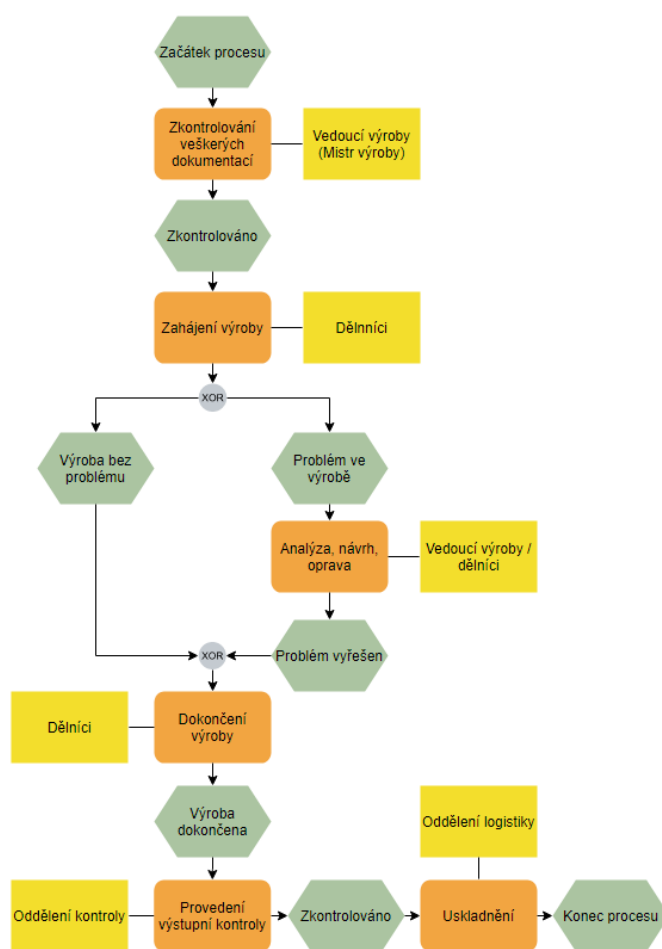 Začátek procesu
Zkontrolování
veškerých
dokumentací
Vedoucí výroby
(Mistr výroby)
Zkontrolováno
Zahájení výroby
Dělnníci
XOR
Výroba bez
problému
Problém ve
výrobě
Analýza, návrh,
oprava
Vedoucí výroby /
dělníci
XOR
Problém vyřešen
Dělníci
Dokončení
výroby
Výroba
dokončena
Oddělení logistiky
Oddělení kontroly
Provedení
výstupní kontroly
Zkontrolováno
Uskladnění
Konec procesu